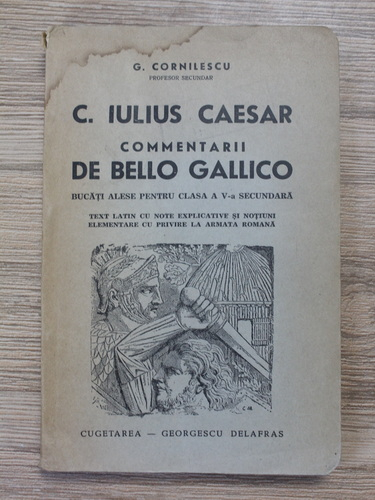 G. CORNILESCU
PROFESOR SECUNDAR
C. IULIUS CAESAR
COMMENTARII
DE BELLO GALLICO
BUCĂȚI ALESE PENTRU CLASA A V-a SECUNDARĂ
TEXT LATIN CU NOTE EXPLICATIVE ȘI NOȚIUNI
ELEMENTARE CU PRIVIRE LA ARMATA ROMANĂ
CUGETAREA — GEORGESCU DELAFRAS